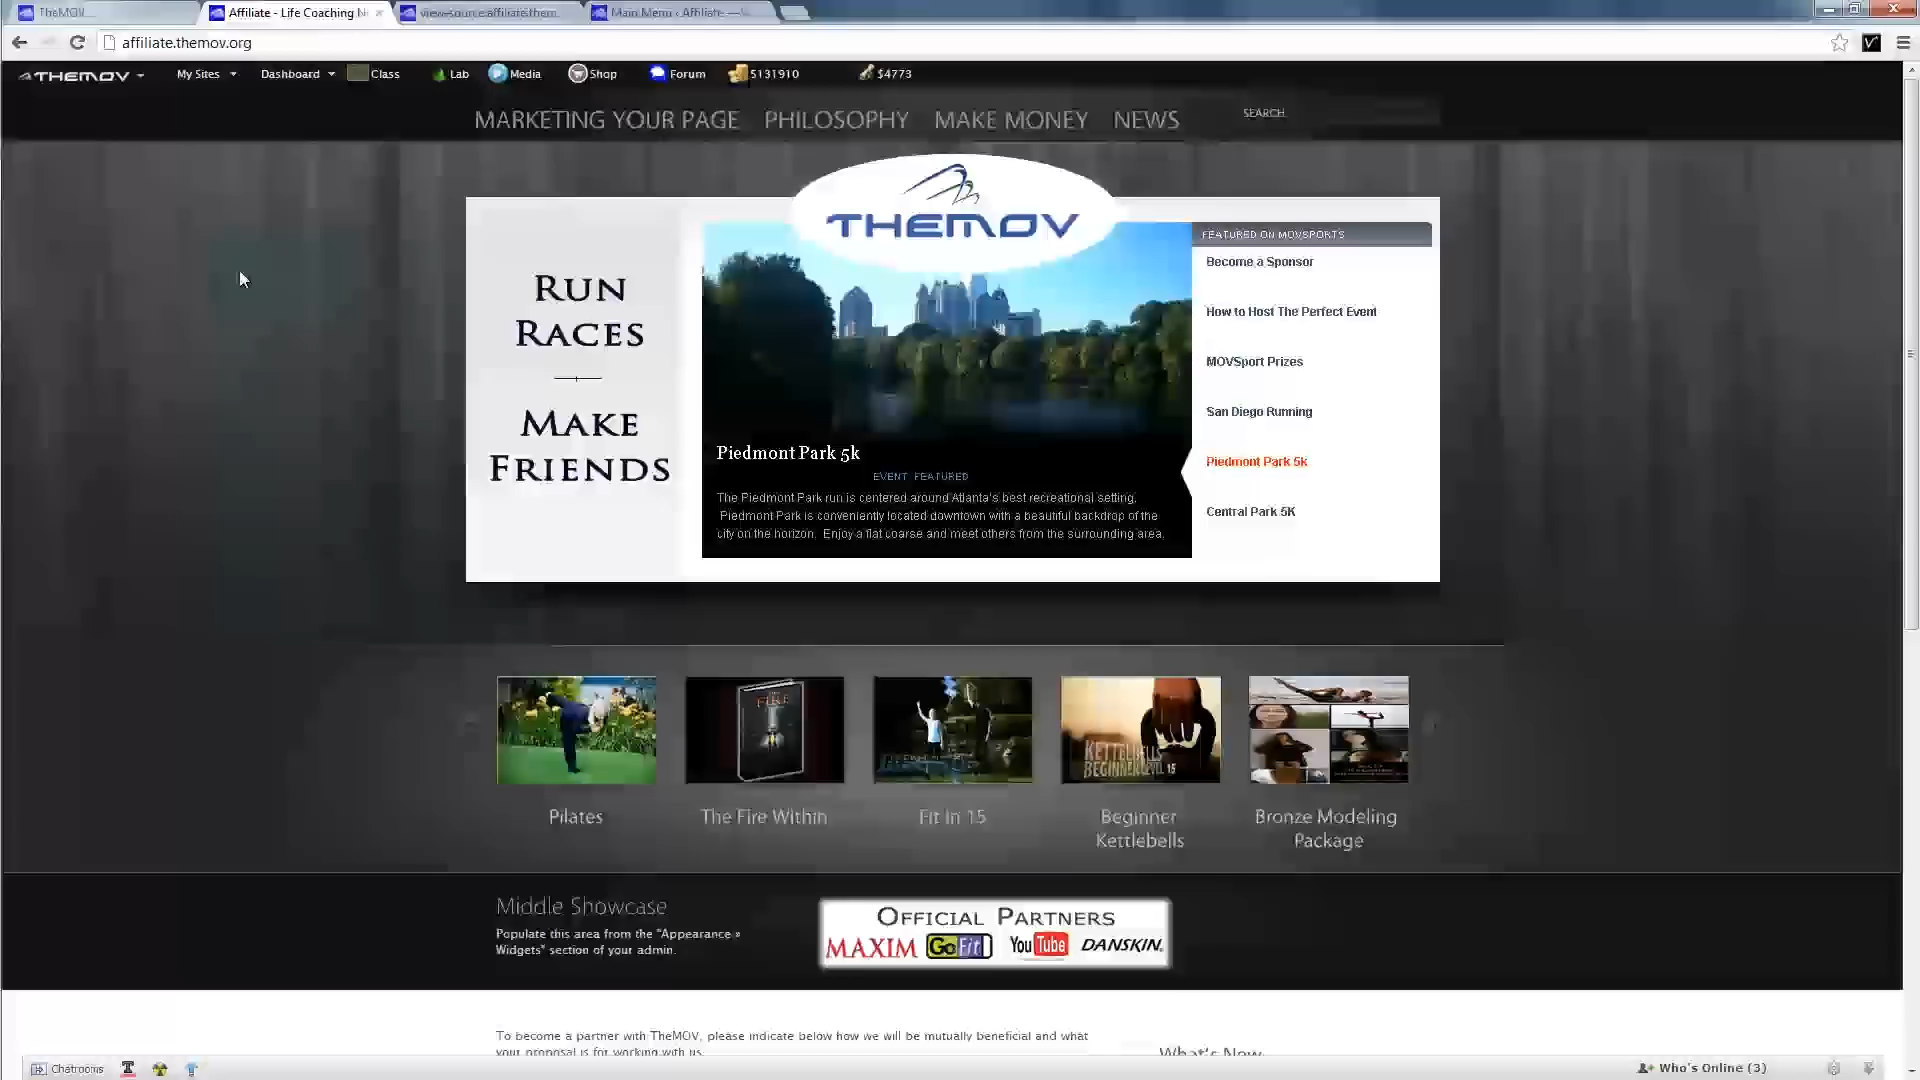 TheMOV...
Affiliate - Life Coaching N
view-source:affiliate.them
Main Menu ‹ Affiliate —
affiliate.themov.org
THEMOV
My Sites
Dashboard
Class
Lab
Media
Shop
Forum
5131910
$4773
MARKETING YOUR PAGE
PHILOSOPHY
MAKE MONEY
NEWS
SEARCH
THEMOV
RUN
RACES
MAKE
FRIENDS
FEATURED ON MOVSPORTS
Become a Sponsor
How to Host The Perfect Event
MOVSport Prizes
San Diego Running
Piedmont Park 5k
Central Park 5K
Piedmont Park 5k
EVENT FEATURED
The Piedmont Park run is centered around Atlanta's best recreational setting.
Piedmont Park is conveniently located downtown with a beautiful backdrop of the
city on the horizon. Enjoy a flat coarse and meet others from the surrounding area.
FIRE
KETTLEBELLS
BEGINNER LEVEL 15
Pilates
The Fire Within
Fit In 15
Beginner
Kettlebells
Bronze Modeling
Package
Middle Showcase
Populate this area from the "Appearance »
Widgets" section of your admin.
OFFICIAL PARTNERS
MAXIM GoFit YouTube DANSKIN.
To become a partner with TheMOV, please indicate below how we will be mutually beneficial and what
your proposal is for working with us.
What's New
Chatrooms
Who's Online (3)